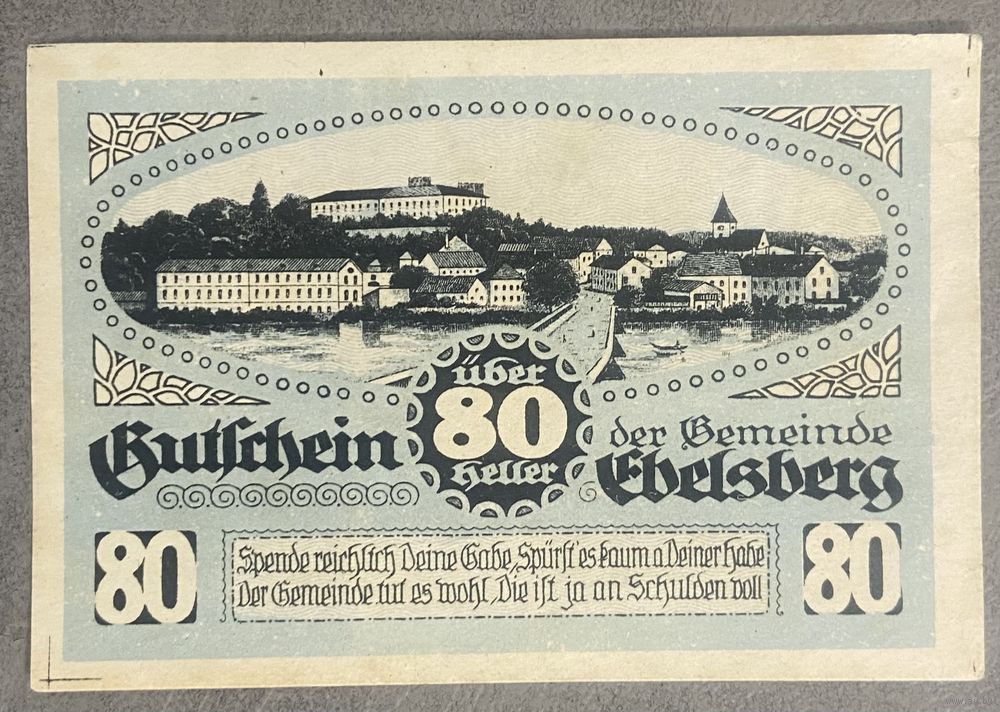 über
80
Heller
Gutschein
der Gemeinde
Ebelsberg
80
80
Spende reichlich Deine Gabe, Spürst' es kaum a Deiner Habe
Der Gemeinde tut es wohl, Die ist ja an Schulden voll